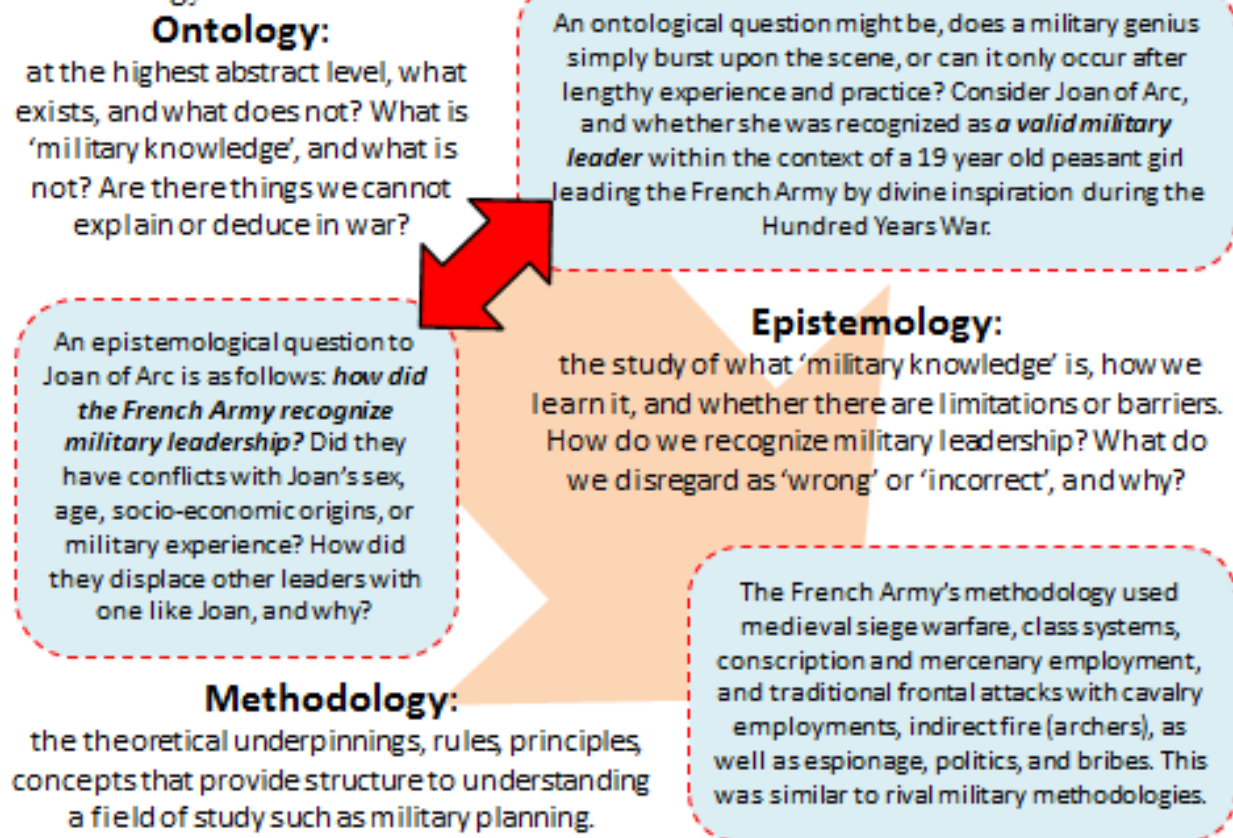 gy
Ontology:
at the highest abstract level, what
exists, and what does not? What is
‘military knowledge’, and what is
not? Are there things we cannot
explain or deduce in war?
An ontological question might be, does a military genius
simply burst upon the scene, or can it only occur after
lengthy experience and practice? Consider Joan of Arc,
and whether she was recognized as a valid military
leader within the context of a 19 year old peasant girl
leading the French Army by divine inspiration during the
Hundred Years War.
An epistemological question to
Joan of Arc is as follows: how did
the French Army recognize
military leadership? Did they
have conflicts with Joan’s sex,
age, socio-economic origins, or
military experience? How did
they displace other leaders with
one like Joan, and why?
Epistemology:
the study of what ‘military knowledge’ is, how we
learn it, and whether there are limitations or barriers.
How do we recognize military leadership? What do
we disregard as ‘wrong’ or ‘incorrect’, and why?
Methodology:
the theoretical underpinnings, rules, principles,
concepts that provide structure to understanding
a field of study such as military planning.
The French Army’s methodology used
medieval siege warfare, class systems,
conscription and mercenary employment,
and traditional frontal attacks with cavalry
employments, indirect fire (archers), as
well as espionage, politics, and bribes. This
was similar to rival military methodologies.